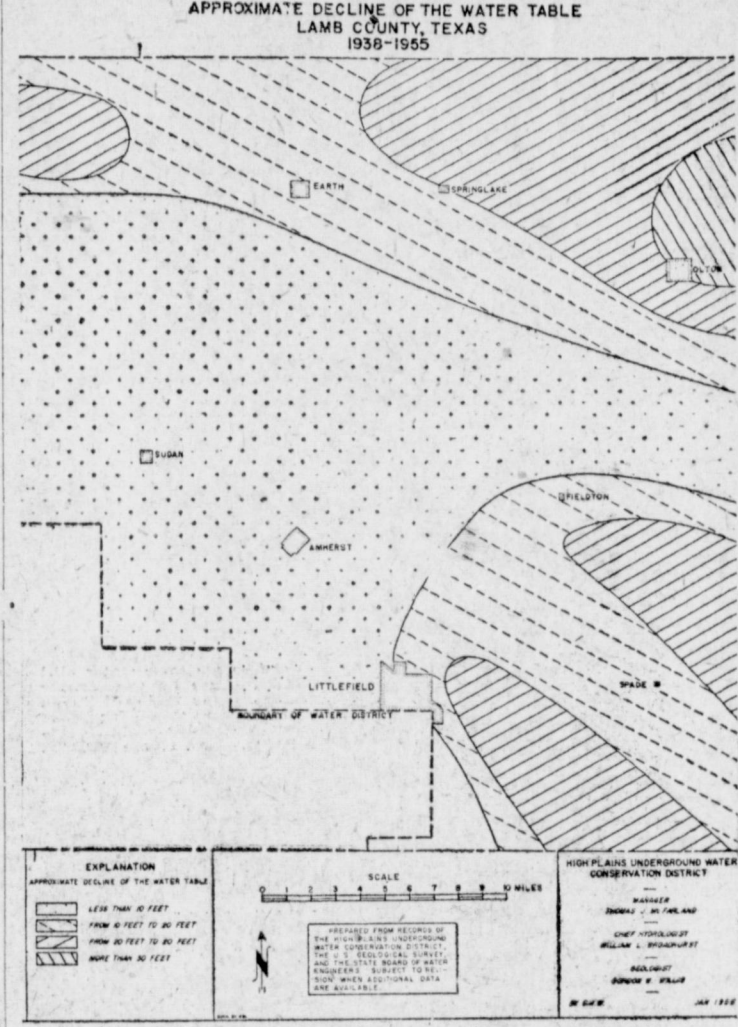 APPROXIMATE DECLINE OF THE WATER TABLE
LAMB COUNTY, TEXAS
1938-1955
EARTH
SPRINGLAKE
OLTON
SUDAN
FIELDTON
AMHERST
LITTLEFIELD
SPADE
BOUNDARY OF WATER DISTRICT
EXPLANATION
APPROXIMATE DECLINE OF THE WATER TABLE
LESS THAN 10 FEET
FROM 10 FEET TO 20 FEET
FROM 20 FEET TO 30 FEET
MORE THAN 30 FEET
SCALE
0 1 2 3 4 5 6 7 8 9 10 MILES
PREPARED FROM RECORDS OF
THE HIGH PLAINS UNDERGROUND
WATER CONSERVATION DISTRICT,
THE U.S. GEOLOGICAL SURVEY,
AND THE STATE BOARD OF WATER
ENGINEERS. SUBJECT TO REVI-
SION WHEN ADDITIONAL DATA
ARE AVAILABLE.
HIGH PLAINS UNDERGROUND WATER
CONSERVATION DISTRICT
MANAGER
THOMAS J. McFARLAND
CHIEF HYDROLOGIST
WILLIAM L. BROADHURST
GEOLOGIST
WILLIS
JAN 1956